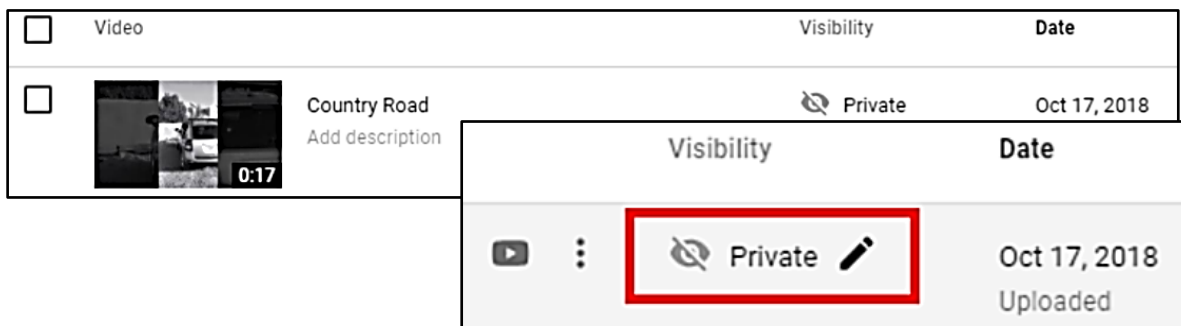 Video Visibility Date
Country Road Private Oct 17, 2018
Add description
0:17
Visibility Date
Private Oct 17, 2018
Uploaded